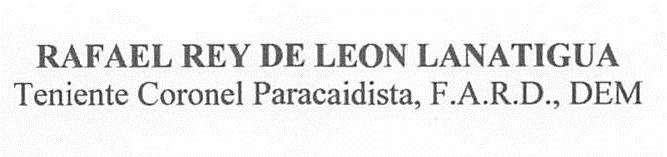 RAFAEL REY DE LEON LANATIGUA
Teniente Coronel Paracaidista, F.A.R.D., DEM